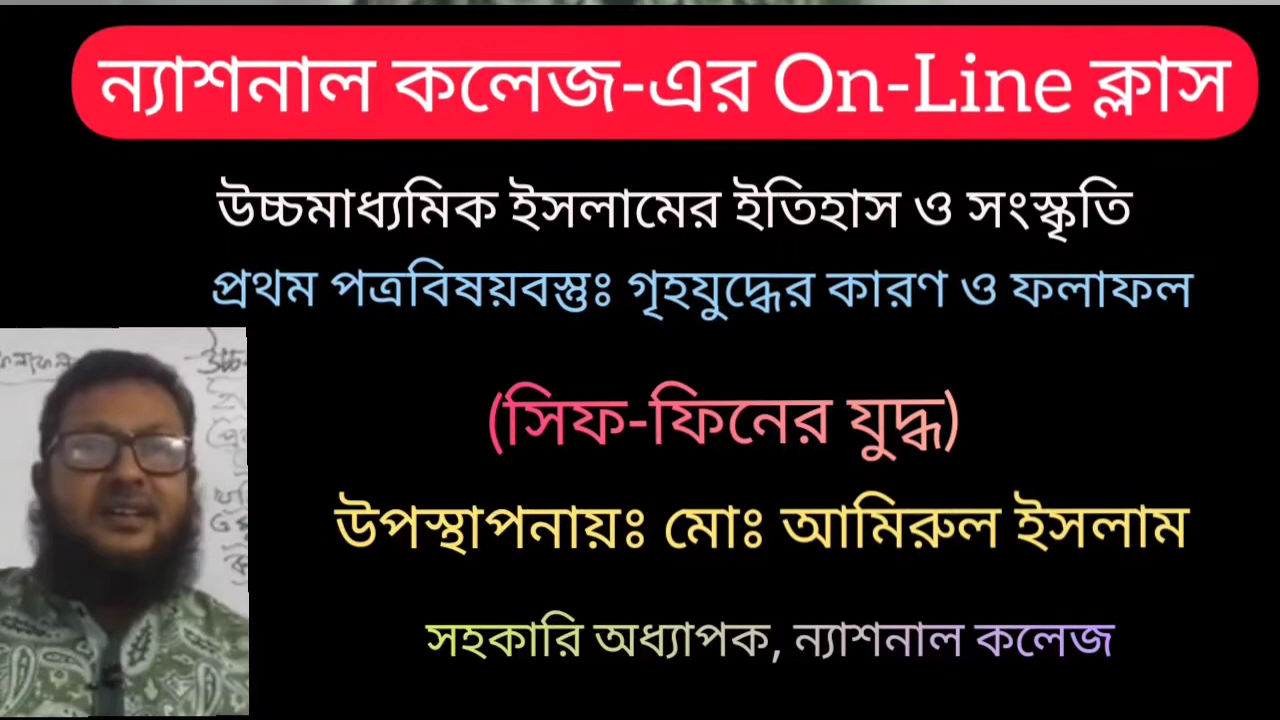 ন্যাশনাল কলেজ-এর On-Line ক্লাস
উচ্চমাধ্যমিক ইসলামের ইতিহাস ও সংস্কৃতি
প্রথম পত্রবিষয়বস্তুঃ গৃহযুদ্ধের কারণ ও ফলাফল
(সিফ-ফিনের যুদ্ধ)
উপস্থাপনায়ঃ মোঃ আমিরুল ইসলাম
সহকারি অধ্যাপক, ন্যাশনাল কলেজ